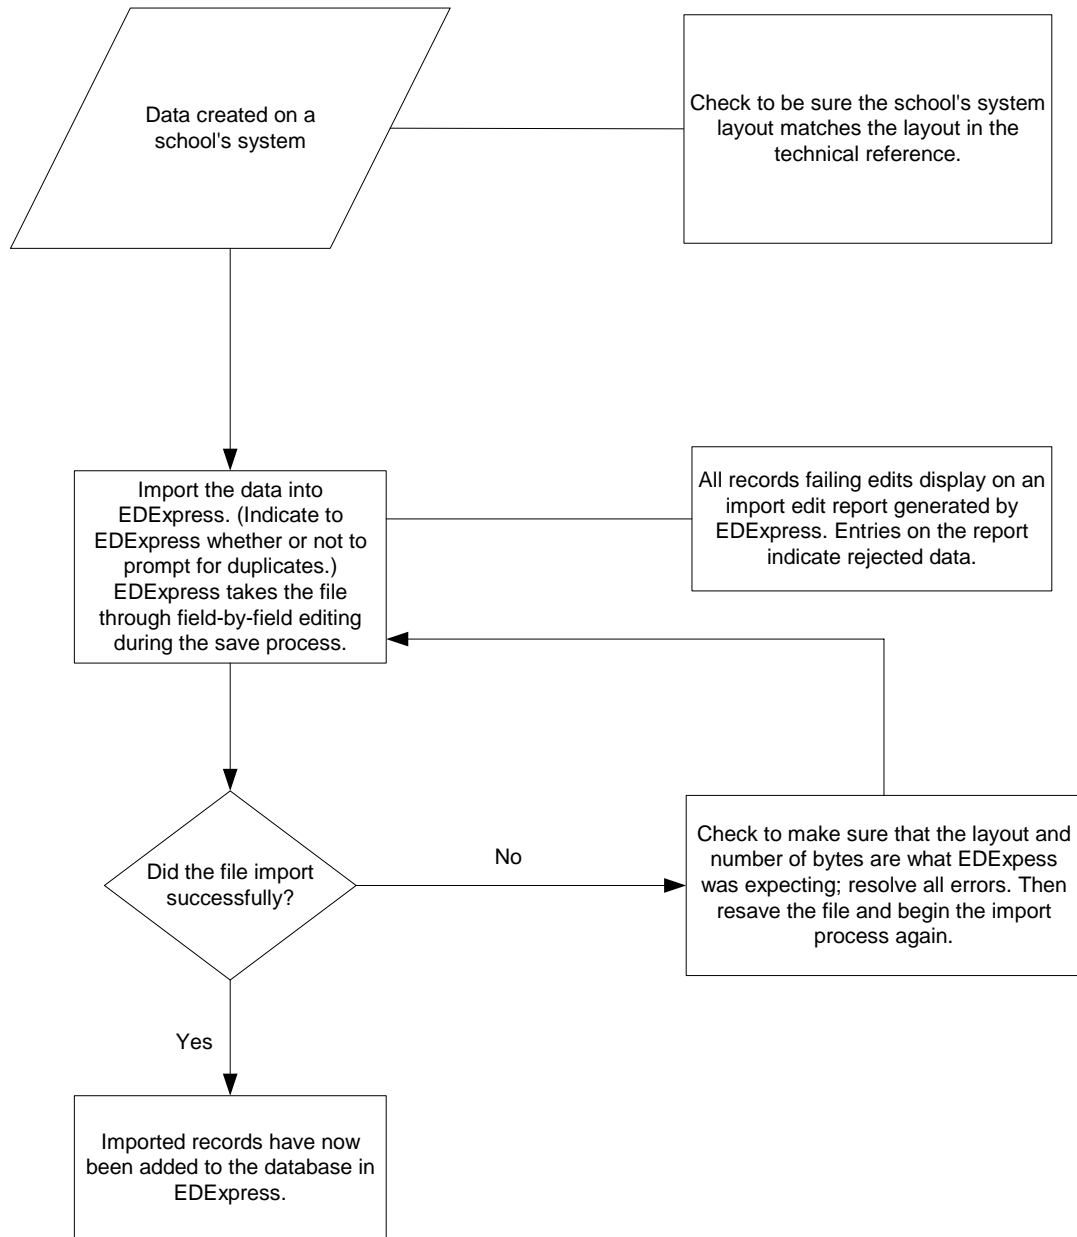 Data created on a
school's system
Check to be sure the school's system
layout matches the layout in the
technical reference.
Import the data into
EDExpress. (Indicate to
EDExpress whether or not to
prompt for duplicates.)
EDExpress takes the file
through field-by-field editing
during the save process.
All records failing edits display on an
import edit report generated by
EDExpress. Entries on the report
indicate rejected data.
Did the file import
successfully?
No
Check to make sure that the layout and
number of bytes are what EDExpess
was expecting; resolve all errors. Then
resave the file and begin the import
process again.
Yes
Imported records have now
been added to the database in
EDExpress.